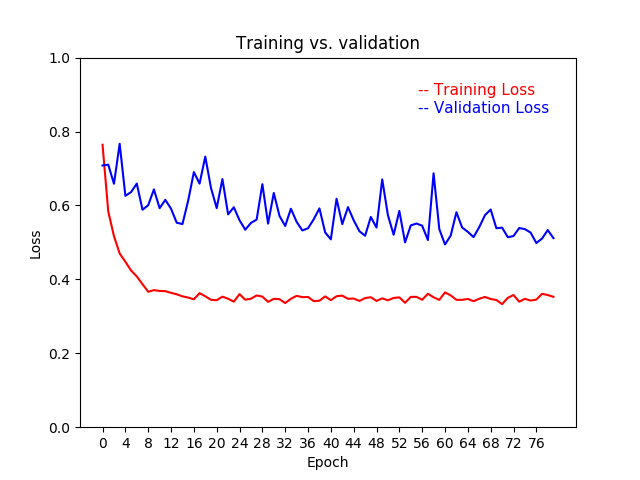 Training vs. validation
1.0
-- Training Loss
-- Validation Loss
0.8
0.6
Loss
0.4
0.2
0.0
0 4 8 12 16 20 24 28 32 36 40 44 48 52 56 60 64 68 72 76
Epoch